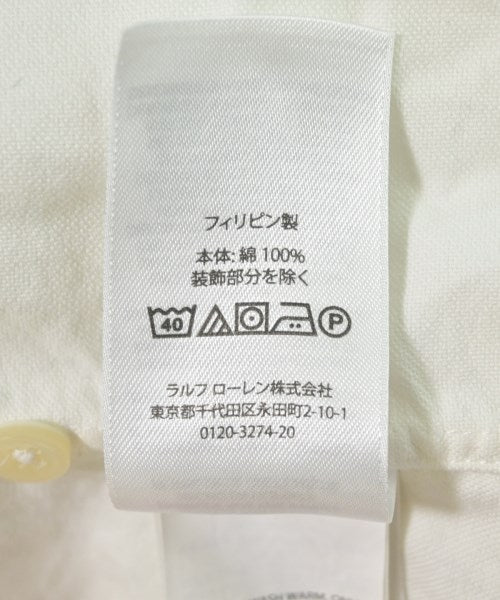 フィリピン製
本体: 綿 100%
装飾部分を除く
40 P
ラルフ ローレン株式会社
東京都千代田区永田町2-10-1
0120-3274-20
WARM,